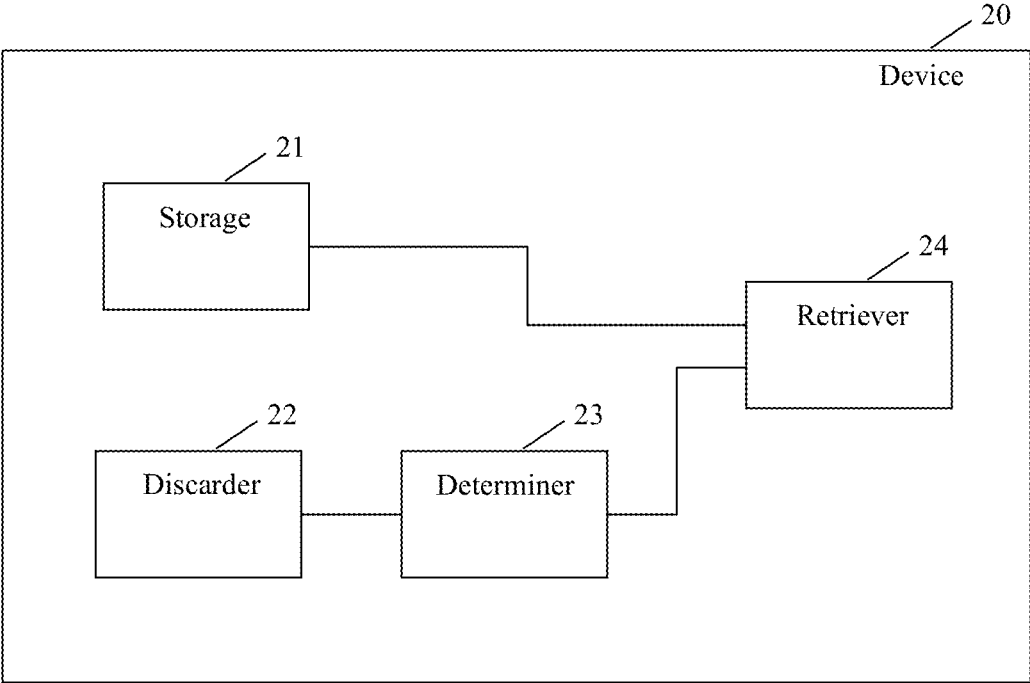 20
Device
21
Storage
24
Retriever
22
23
Discarder
Determiner